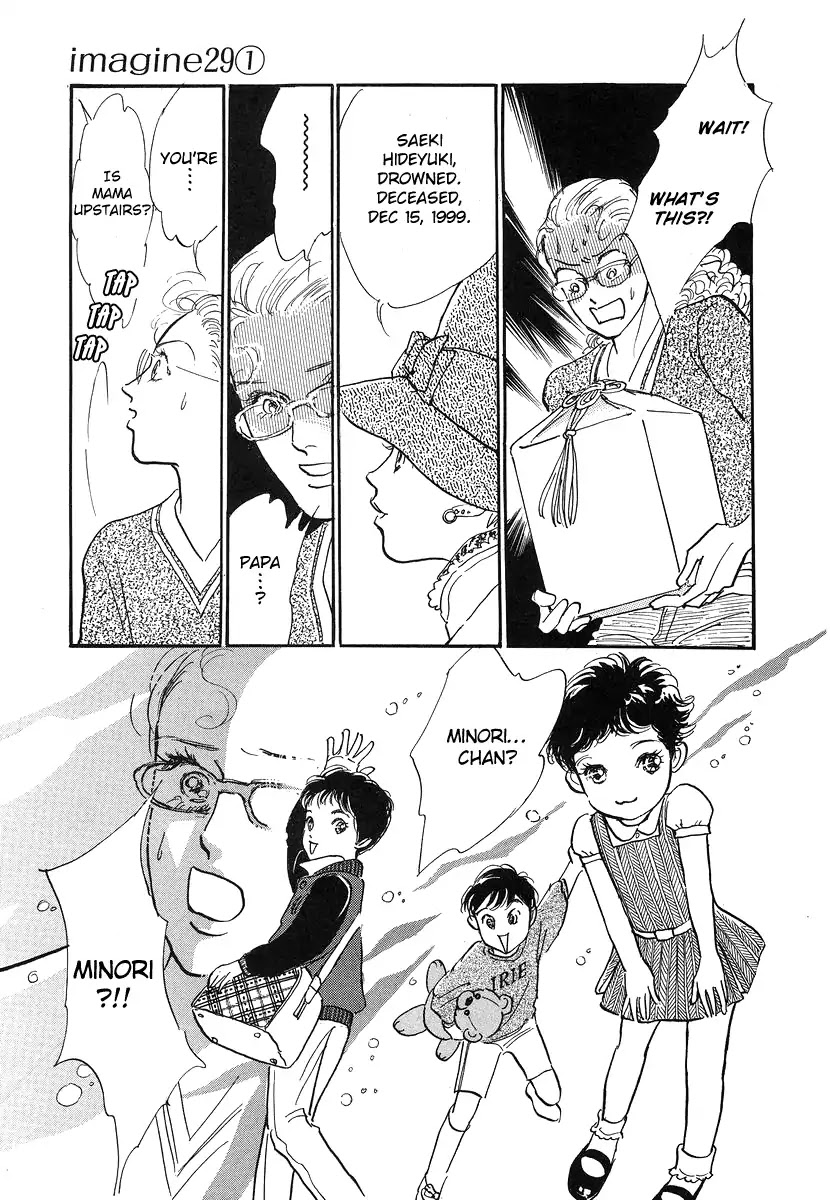 imagine29①
WAIT!
WHAT'S
THIS?!
SAEKI
HIDEYUKI,
DROWNED.
DECEASED,
DEC 15, 1999.
PAPA
....
?
YOU'RE
....
IS
MAMA
UPSTAIRS?
TAP
TAP
TAP
MINORI...
CHAN?
IRIE
MINORI
?!!